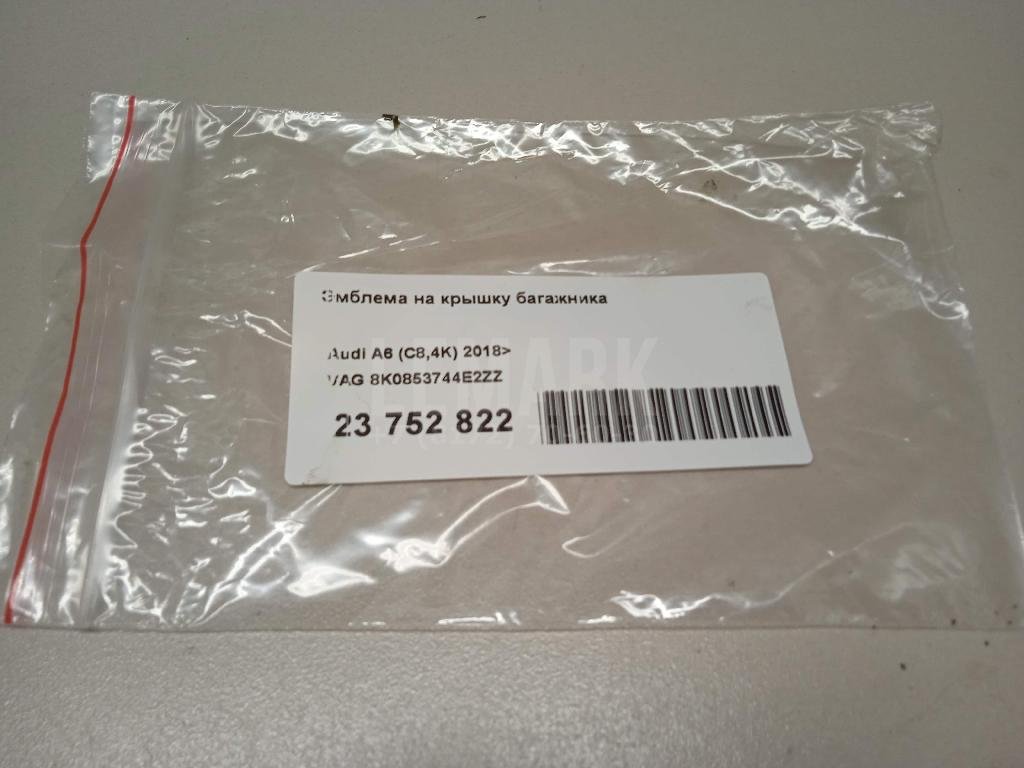 Эмблема на крышку багажника
Audi A6 (C8,4K) 2018>
VAG 8K0853744E2ZZ
23 752 822